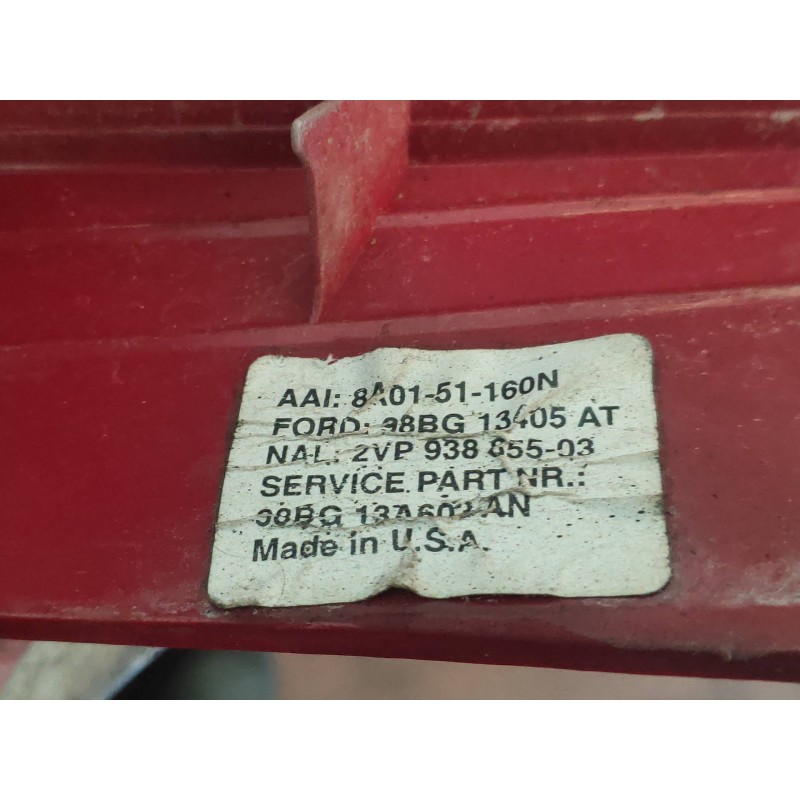 AAI: 8A01-51-160N
FORD: 98BG 13405 AT
NAL: 2VP 938 655-03
SERVICE PART NR.:
98BG 13A602 AN
Made in U.S.A.